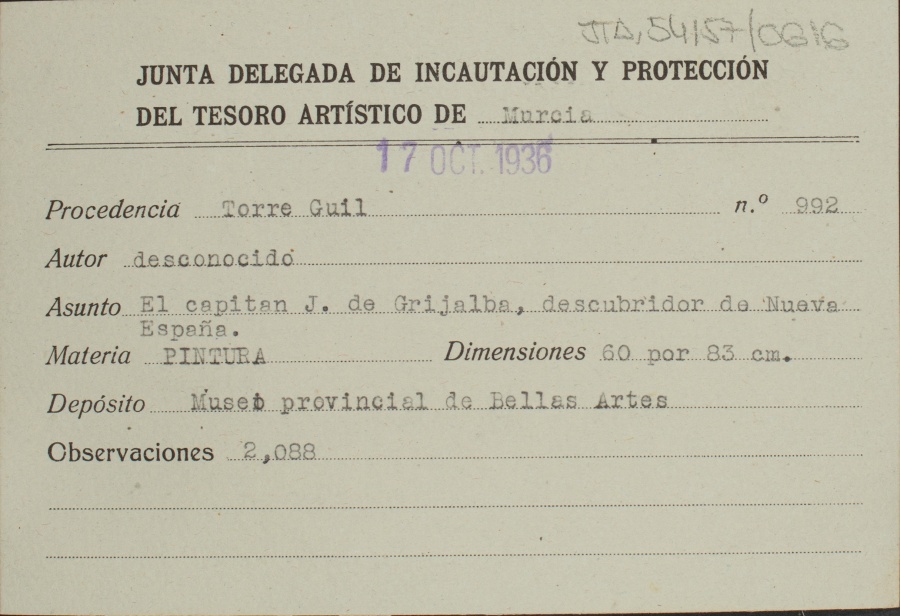 JTA, 54/57/0616
JUNTA DELEGADA DE INCAUTACIÓN Y PROTECCIÓN
DEL TESORO ARTÍSTICO DE Murcia
17 OCT. 1936
Procedencia Torre Guil n.º 992
Autor desconocido
Asunto El capitan J. de Grijalba, descubridor de Nueva
España.
Materia PINTURA Dimensiones 60 por 83 cm.
Depósito Museo provincial de Bellas Artes
Observaciones 2,088